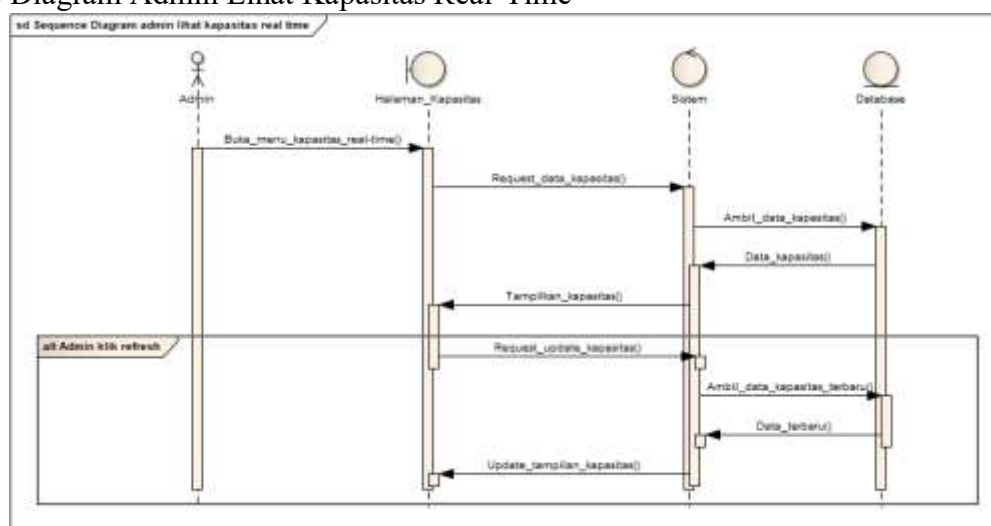 Diagram Admin Lihat Kapasitas Real-Time
sd Sequence Diagram admin lihat kapasitas real time
Admin
Halaman_Kapasitas
Sistem
Database
Buka_menu_kapasitas_real-time()
Request_data_kapasitas()
Ambil_data_kapasitas()
Data_kapasitas()
Tampilkan_kapasitas()
alt Admin klik refresh
Request_update_kapasitas()
Ambil_data_kapasitas_terbaru()
Data_terbaru()
Update_tampilan_kapasitas()